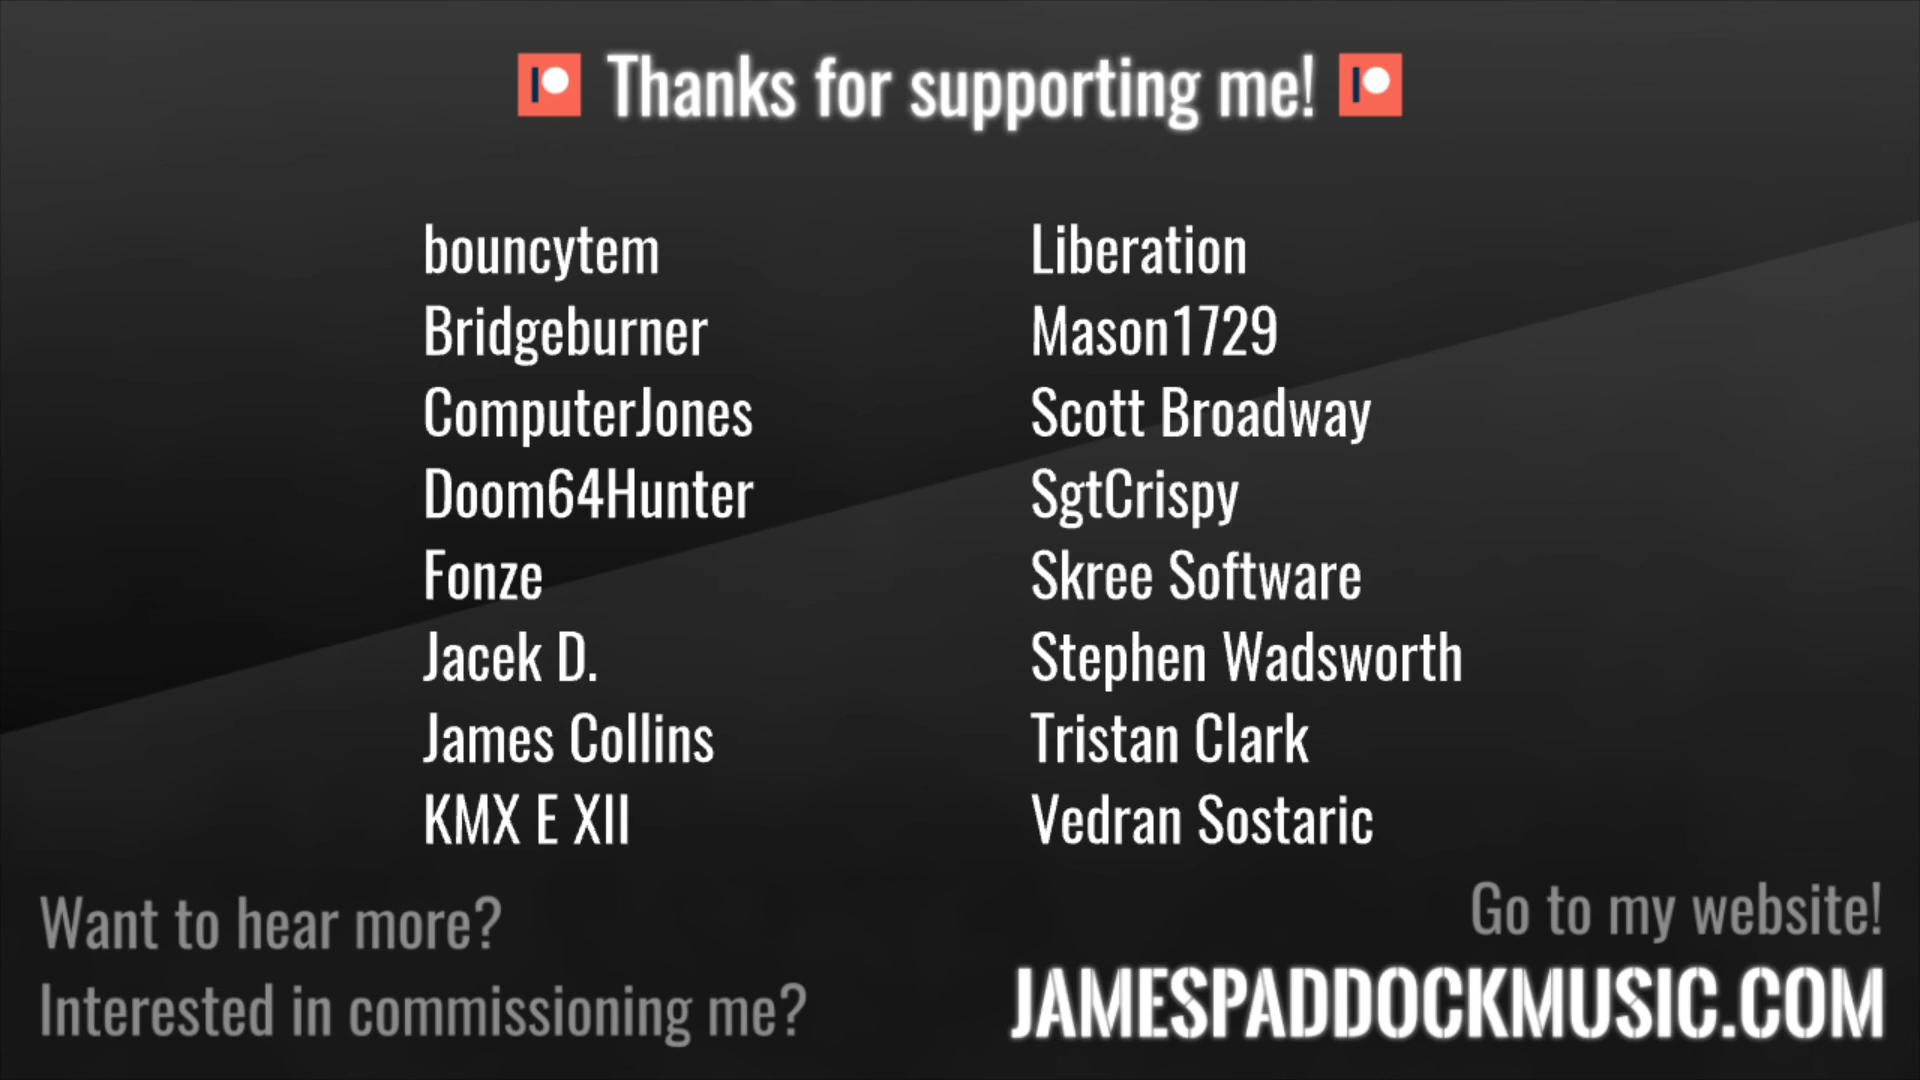 Thanks for supporting me!
bouncytem
Bridgeburner
ComputerJones
Doom64Hunter
Fonze
Jacek D.
James Collins
KMX E XII
Liberation
Mason1729
Scott Broadway
SgtCrispy
Skree Software
Stephen Wadsworth
Tristan Clark
Vedran Sostaric
Want to hear more?
Interested in commissioning me?
Go to my website!
JAMESPADDOCKMUSIC.COM